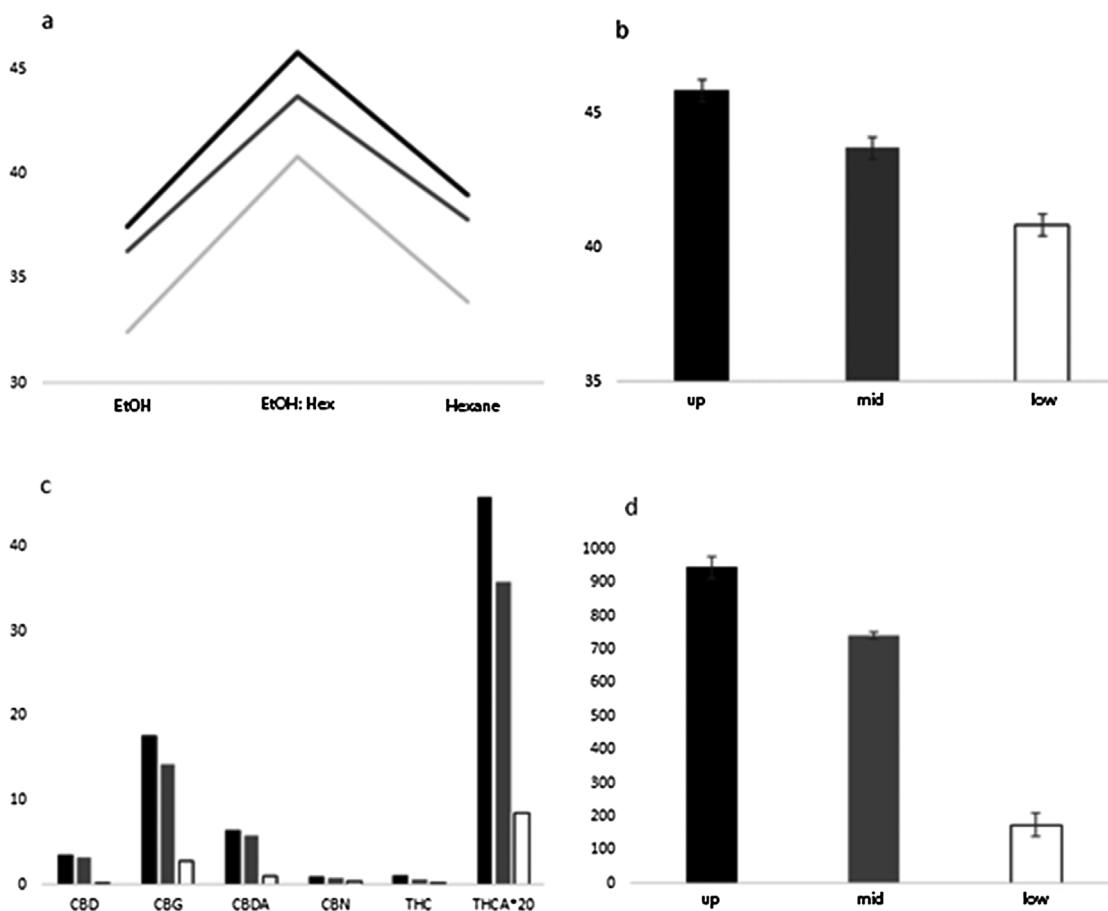 a
45
40
35
30
EtOH
EtOH: Hex
Hexane
b
45
40
35
up
mid
low
c
40
30
20
10
0
CBD
CBG
CBDA
CBN
THC
THCA*20
d
1000
900
800
700
600
500
400
300
200
100
0
up
mid
low